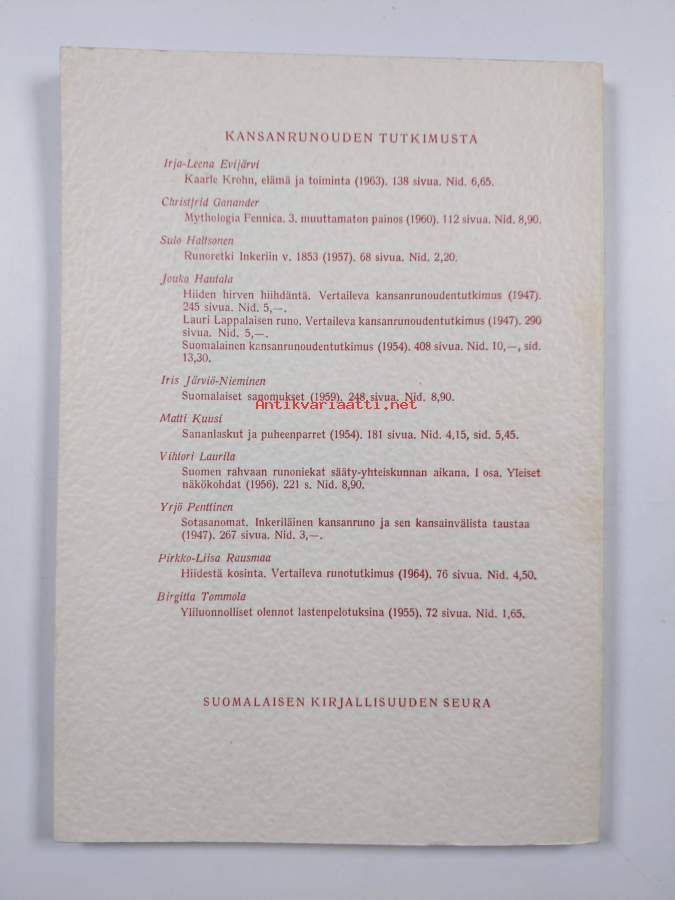 KANSANRUNOUDEN TUTKIMUSTA
Irja-Leena Evijärvi
Kaarle Krohn, elämä ja toiminta (1963). 138 sivua. Nid. 6,65.
Christfrid Ganander
Mythologia Fennica. 3. muuttamaton painos (1960). 112 sivua. Nid. 8,90.
Sulo Haltsonen
Runoretki Inkeriin v. 1853 (1957). 68 sivua. Nid. 2,20.
Jouko Hautala
Hiiden hirven hiihdäntä. Vertaileva kansanrunoudentutkimus (1947).
245 sivua. Nid. 5,—.
Lauri Lappalaisen runo. Vertaileva kansanrunoudentutkimus (1947). 290
sivua. Nid. 5,—.
Suomalainen kansanrunoudentutkimus (1954). 408 sivua. Nid. 10,—, sid.
13,30.
Iris Järviö-Nieminen
Suomalaiset sanomukset (1959). 248 sivua. Nid. 8,90.
Antikvariaatti.net
Matti Kuusi
Sananlaskut ja puheenparret (1954). 181 sivua. Nid. 4,15, sid. 5,45.
Vihtori Laurila
Suomen rahvaan runoniekat sääty-yhteiskunnan aikana. I osa. Yleiset
näkökohdat (1956). 221 s. Nid. 8,90.
Yrjö Penttinen
Sotasanomat. Inkeriläinen kansanruno ja sen kansainvälista taustaa
(1947). 267 sivua. Nid. 3,—.
Pirkko-Liisa Rausmaa
Hiidestä kosinta. Vertaileva runotutkimus (1964). 76 sivua. Nid. 4,50.
Birgitta Tommola
Yliluonnolliset olennot lastenpelotuksina (1955). 72 sivua. Nid. 1,65.
SUOMALAISEN KIRJALLISUUDEN SEURA